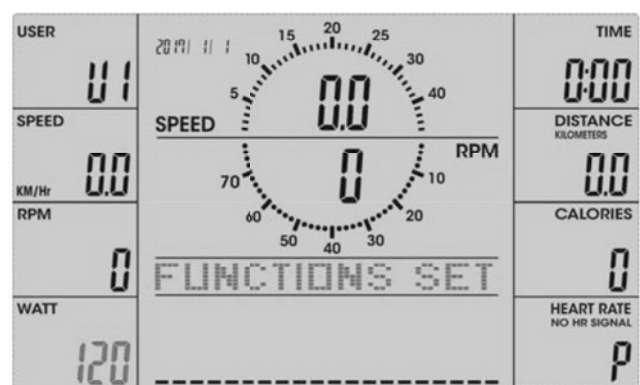 USER
U1
SPEED
KM/Hr 0.0
RPM
0
WATT
120
2019/ 1/ 1
5 10 15 20 25 30 40
SPEED 0.0
RPM 0
70 60 50 40 30 20 10
FUNCTIONS SET
TIME
0:00
DISTANCE
KILOMETERS
0.0
CALORIES
0
HEART RATE
NO HR SIGNAL
P